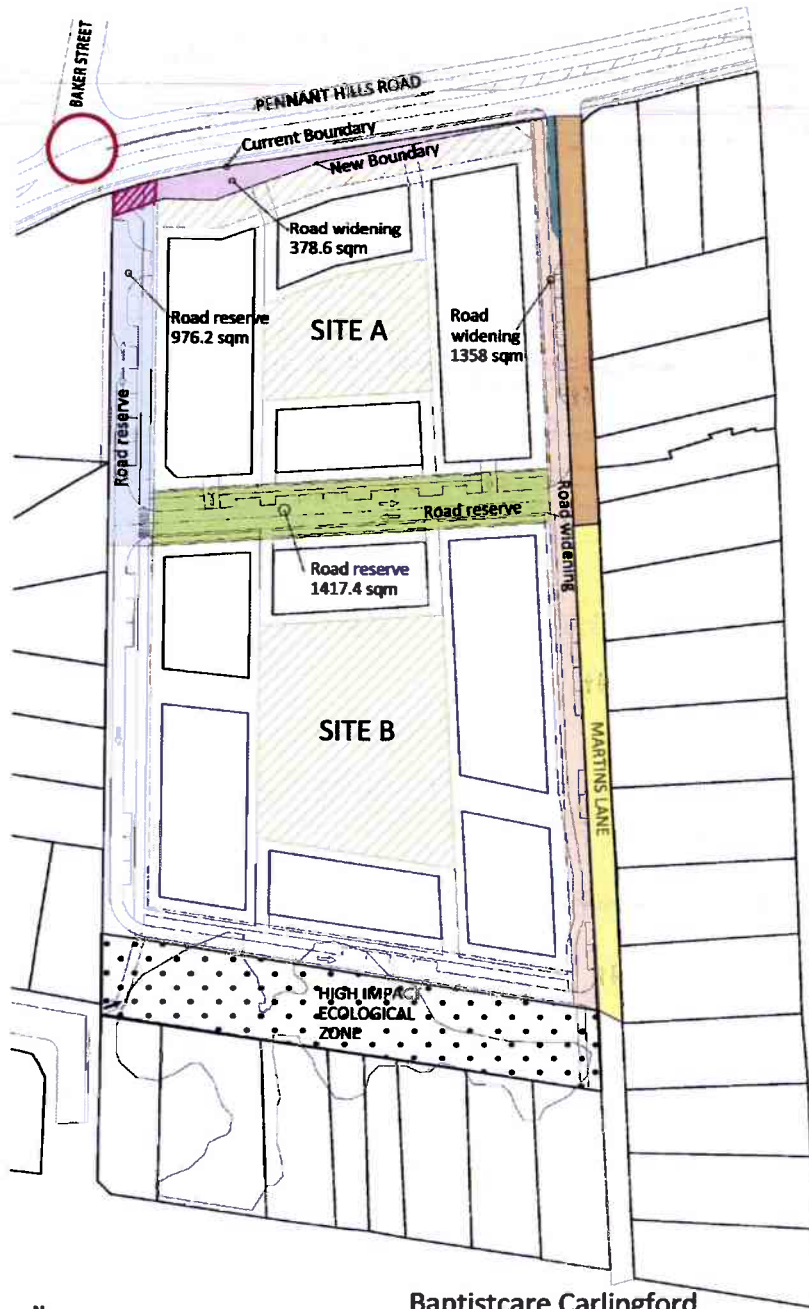 BAKER STREET
PENNANT HILLS ROAD
Current Boundary
New Boundary
Road widening
378.6 sqm
Road reserve
976.2 sqm
SITE A
Road
widening
1358 sqm
Road reserve
Road reserve
Road widening
Road reserve
1417.4 sqm
SITE B
MARTINS LANE
HIGH IMPACT
ECOLOGICAL
ZONE
Baptistcare Carlingford